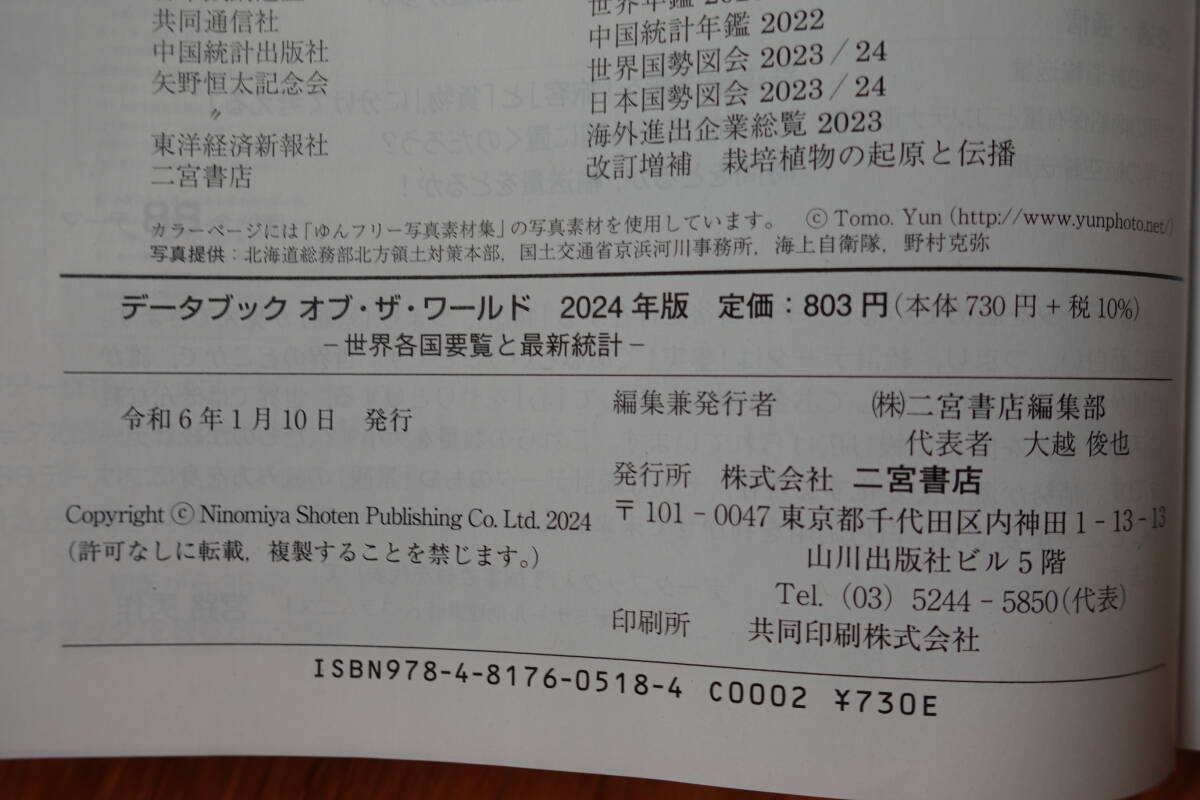 共同通信社
中国統計年鑑 2022
中国統計出版社
世界国勢図会 2023/24
矢野恒太記念会
日本国勢図会 2023/24
〃
海外進出企業総覧 2023
東洋経済新報社
改訂増補 栽培植物の起原と伝播
二宮書店
カラーページには「ゆんフリー写真素材集」の写真素材を使用しています。 ⓒ Tomo. Yun (http://www.yunphoto.net/)
写真提供：北海道総務部北方領土対策本部，国土交通省京浜河川事務所，海上自衛隊，野村克弥
データブック オブ・ザ・ワールド 2024年版 定価：803円(本体730円+税10%)
−世界各国要覧と最新統計−
令和6年1月10日 発行
編集兼発行者 ㈱二宮書店編集部
代表者 大越 俊也
発行所 株式会社 二宮書店
Copyright ⓒ Ninomiya Shoten Publishing Co. Ltd. 2024
〒101-0047 東京都千代田区内神田1-13-13
(許可なしに転載，複製することを禁じます。)
山川出版社ビル5階
Tel. (03) 5244-5850(代表)
印刷所 共同印刷株式会社
ISBN978-4-8176-0518-4 C0002 ¥730E